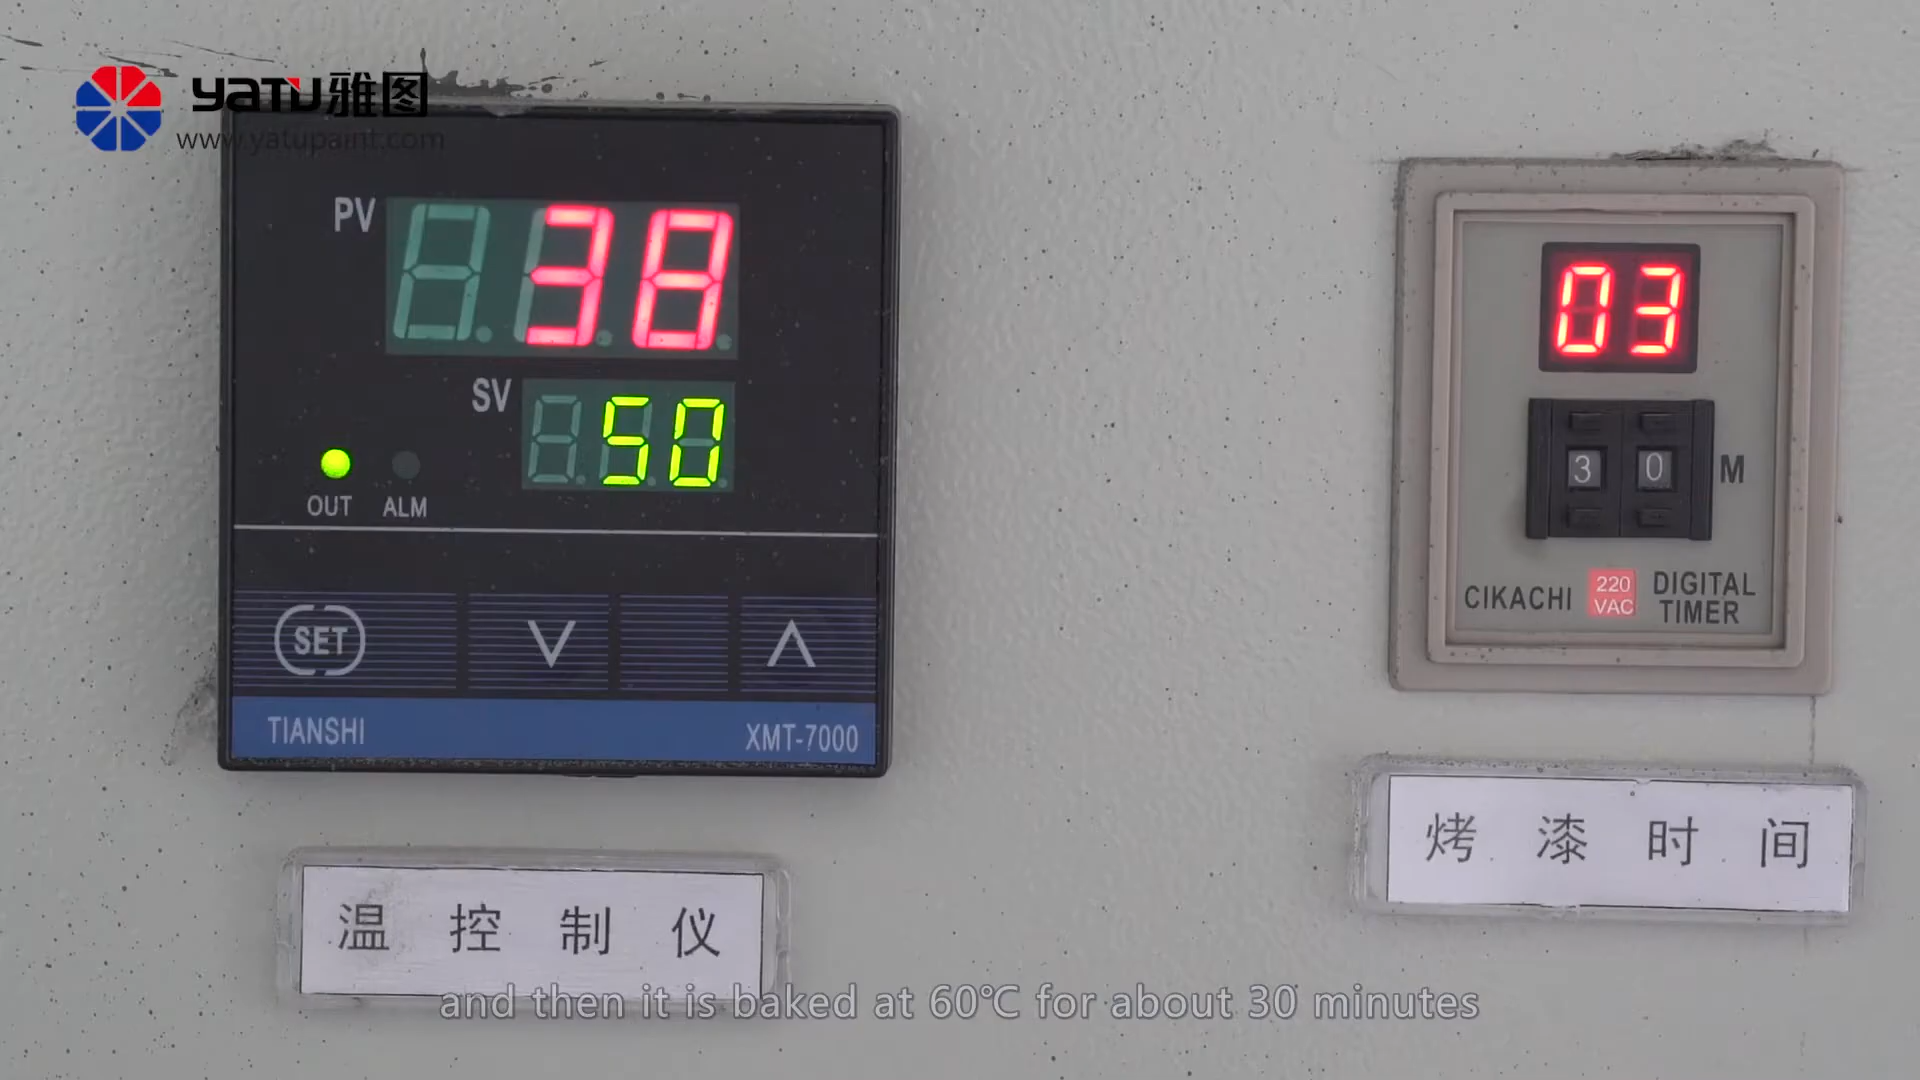 yatu雅图
www.yatupaint.com
PV 38
SV 50
OUT ALM
SET
TIANSHI XMT-7000
温控制仪
03
30 M
CIKACHI 220 VAC DIGITAL TIMER
烤漆时间
and then it is baked at 60℃ for about 30 minutes